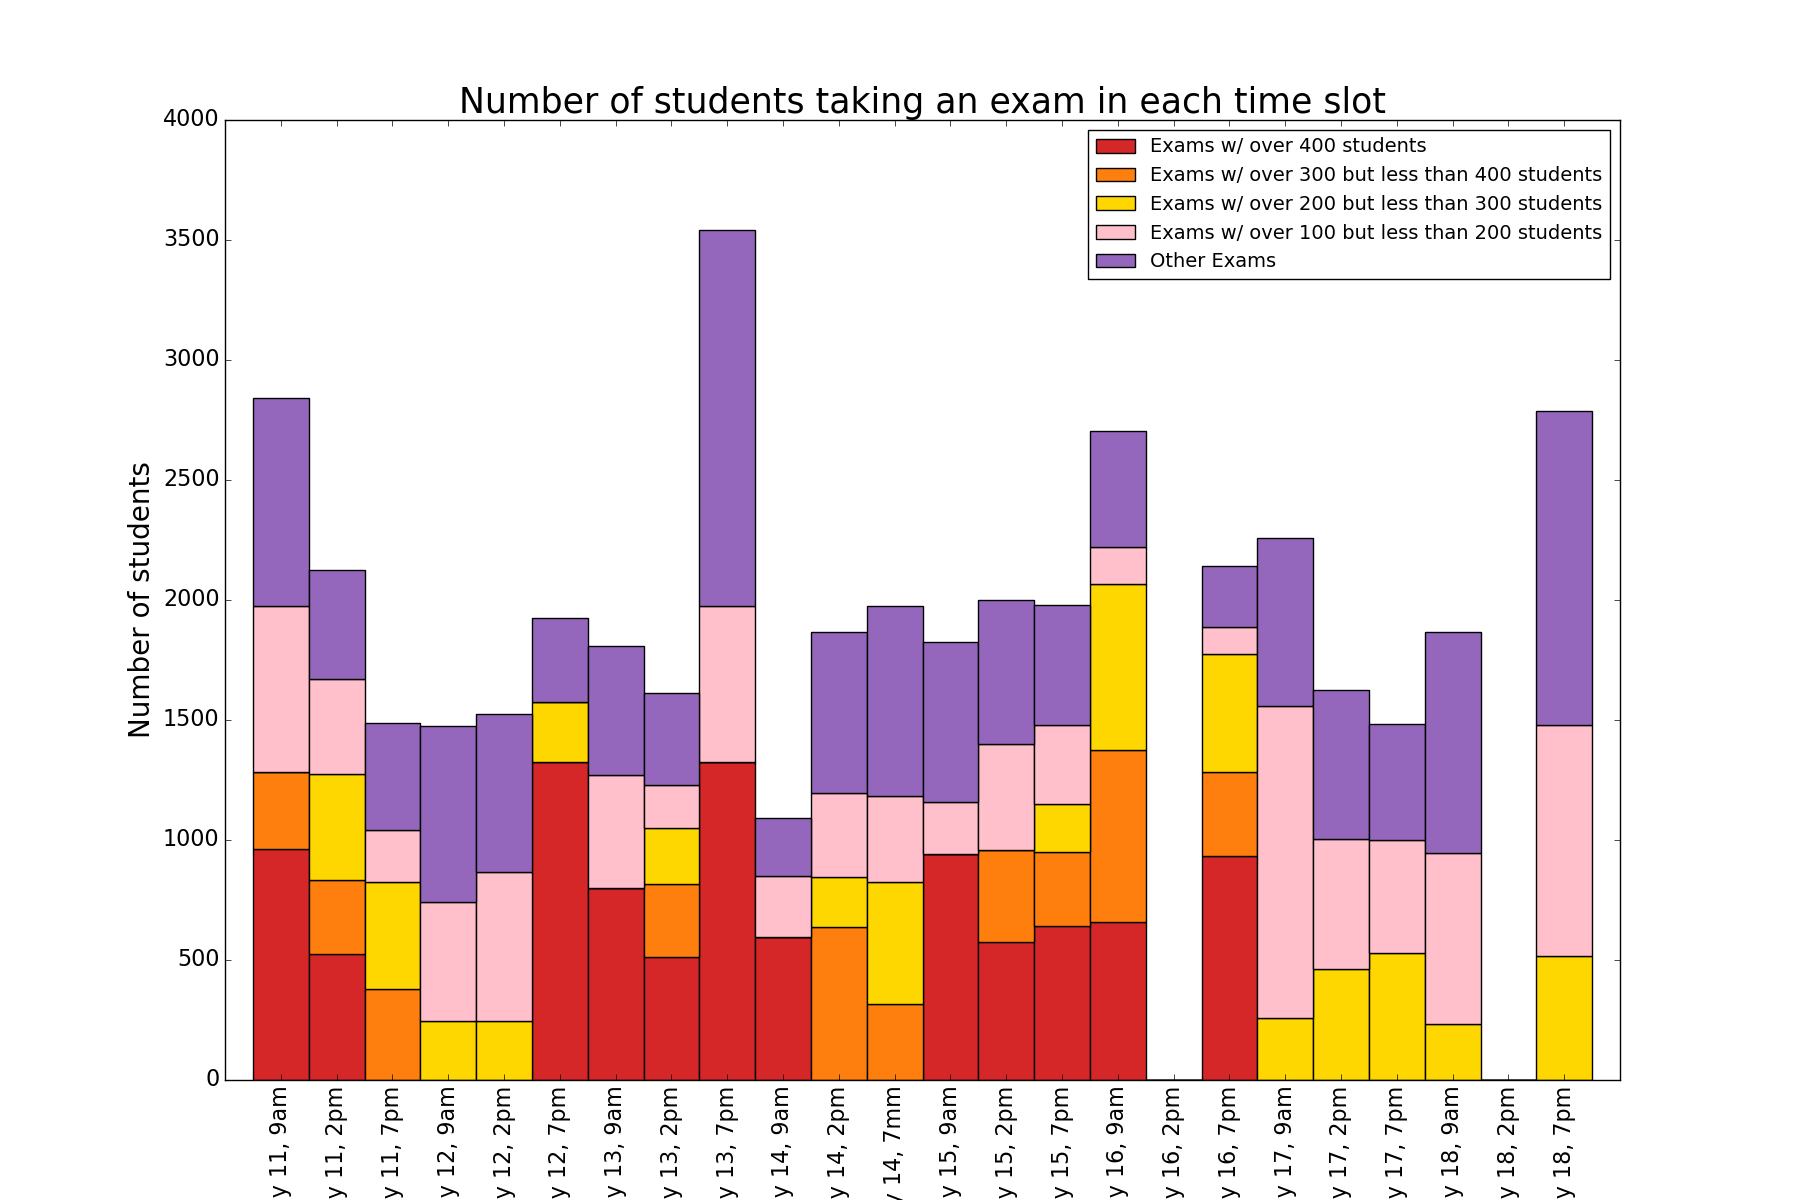 Number of students taking an exam in each time slot
Exams w/ over 400 students
Exams w/ over 300 but less than 400 students
Exams w/ over 200 but less than 300 students
Exams w/ over 100 but less than 200 students
Other Exams
Number of students
4000
3500
3000
2500
2000
1500
1000
500
0
y 11, 9am
y 11, 2pm
y 11, 7pm
y 12, 9am
y 12, 2pm
y 12, 7pm
y 13, 9am
y 13, 2pm
y 13, 7pm
y 14, 9am
y 14, 2pm
y 14, 7mm
y 15, 9am
y 15, 2pm
y 15, 7pm
y 16, 9am
y 16, 2pm
y 16, 7pm
y 17, 9am
y 17, 2pm
y 17, 7pm
y 18, 9am
y 18, 2pm
y 18, 7pm